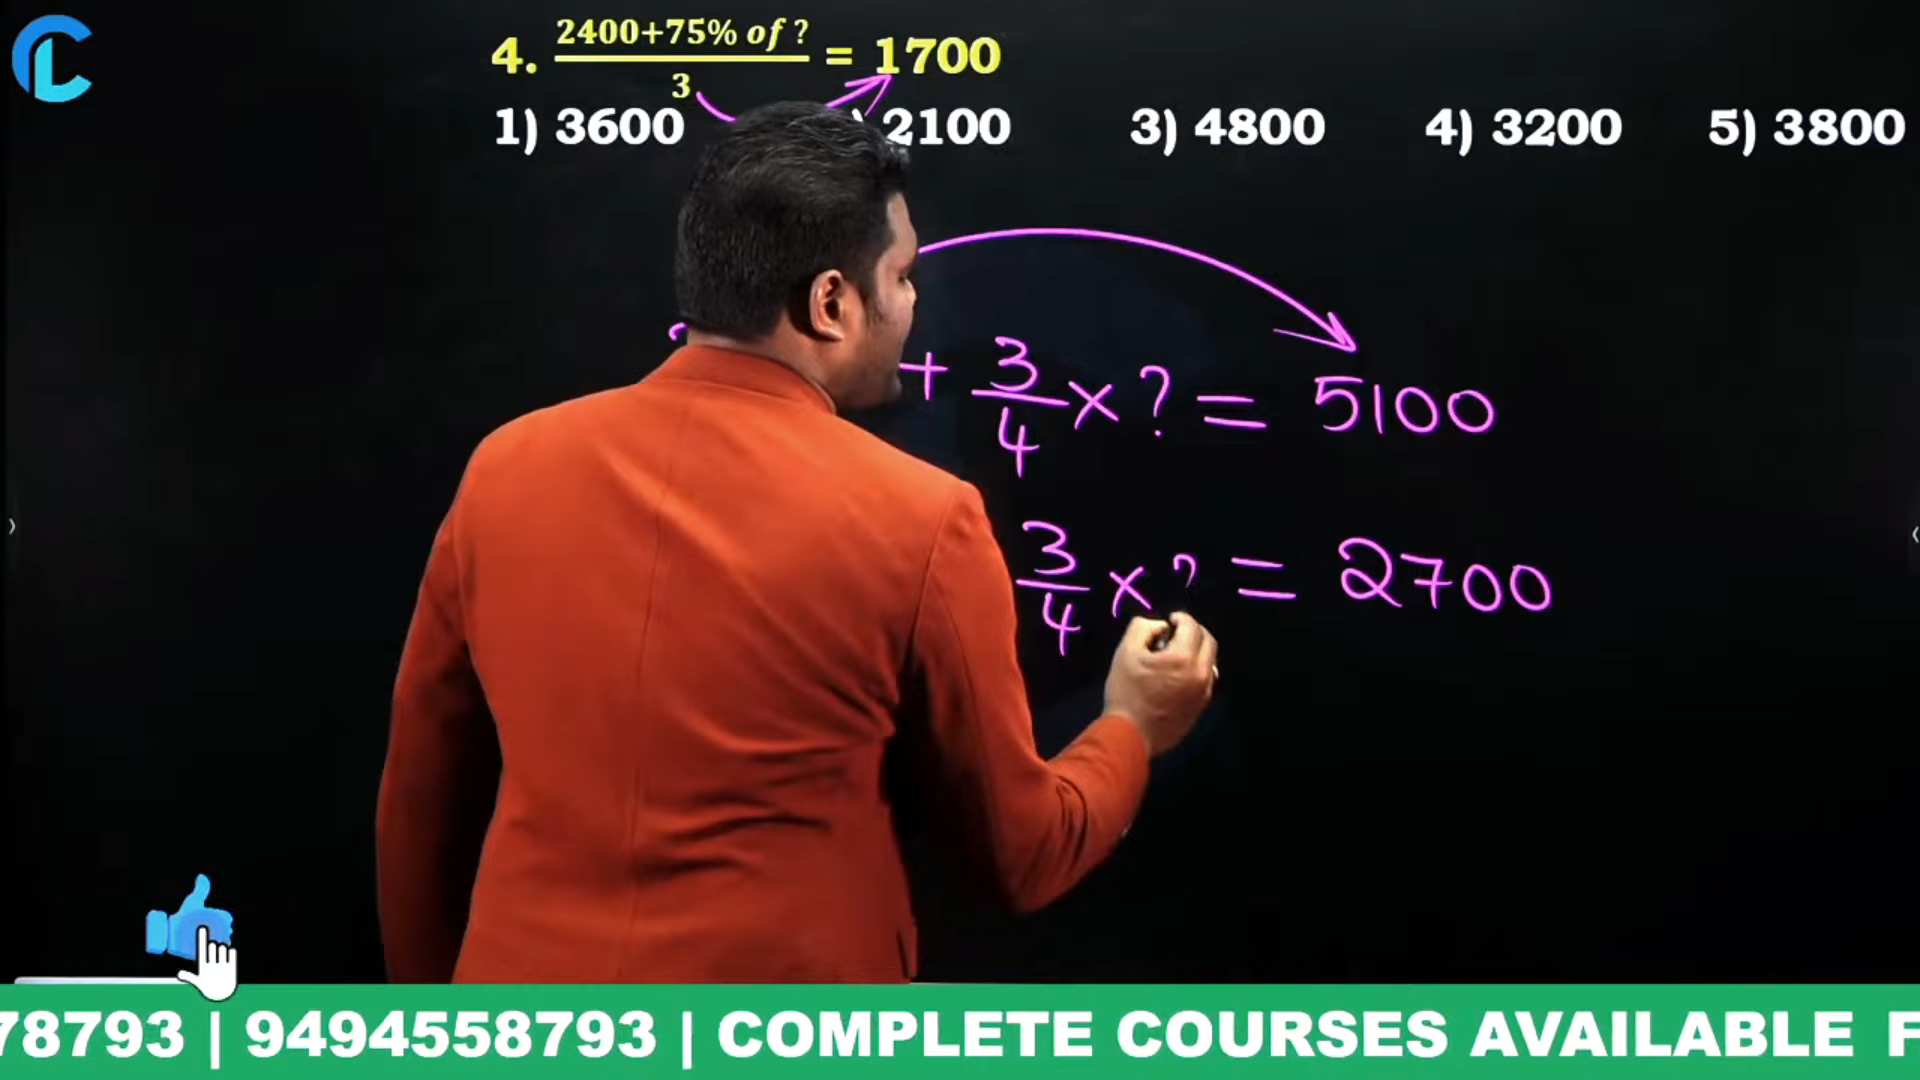 4. 2400+75% of ? / 3 = 1700
1) 3600 2100 3) 4800 4) 3200 5) 3800
+ 3/4 x ? = 5100
3/4 x ? = 2700
78793 | 9494558793 | COMPLETE COURSES AVAILABLE F